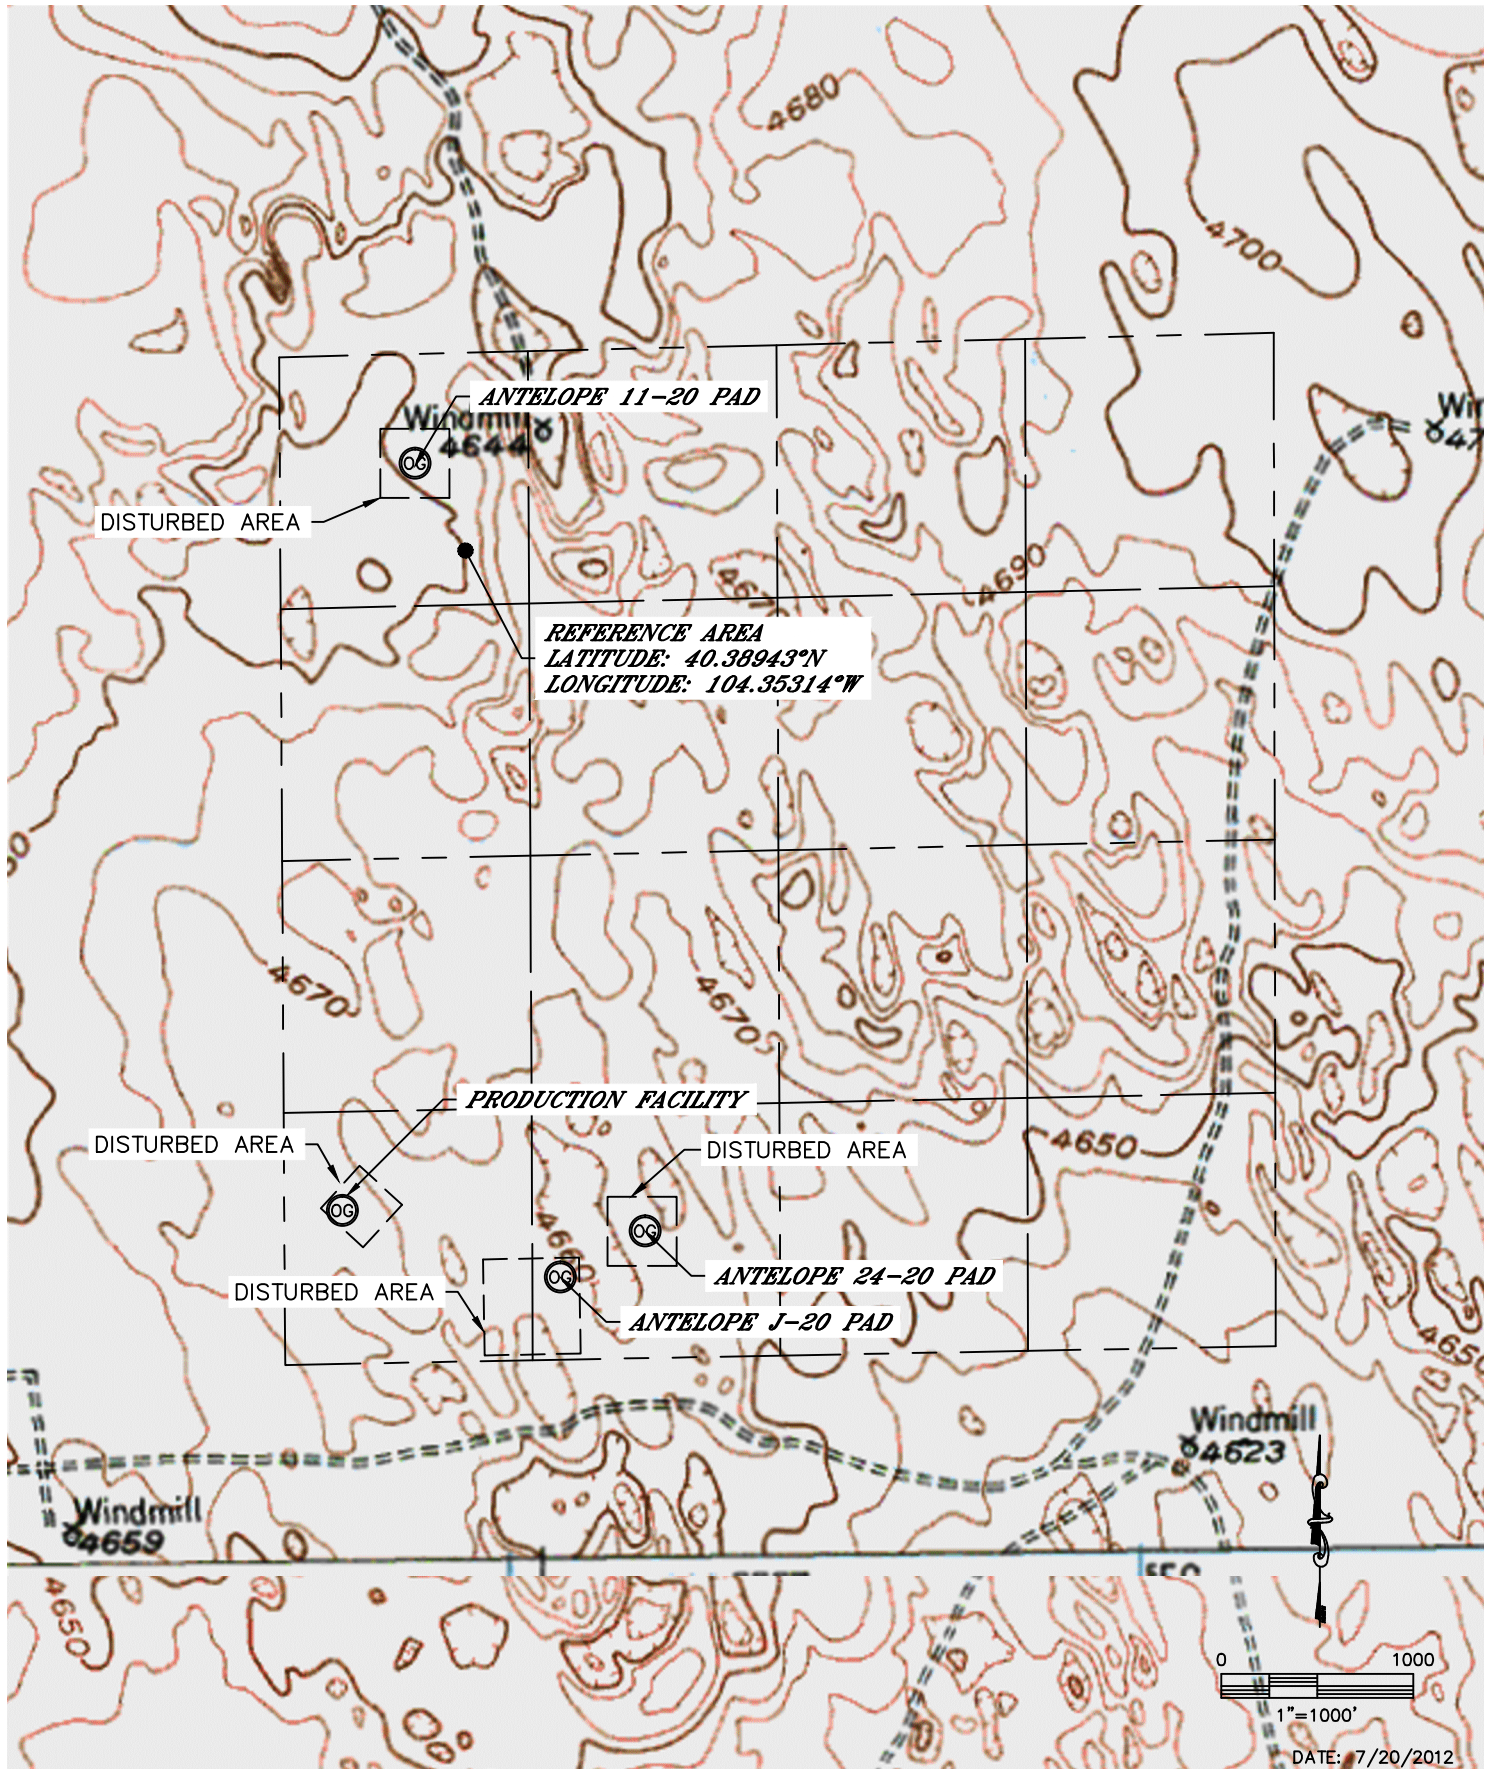 4680
4700
ANTELOPE 11-20 PAD
Windmill
4644
OG
DISTURBED AREA
4690
REFERENCE AREA
LATITUDE: 40.38943°N
LONGITUDE: 104.35314°W
4670
4670
PRODUCTION FACILITY
DISTURBED AREA
DISTURBED AREA
4650
OG
OG
OG
ANTELOPE 24-20 PAD
DISTURBED AREA
ANTELOPE J-20 PAD
4650
Windmill
4623
Windmill
4659
4650
0 1000
1"=1000'
DATE: 7/20/2012